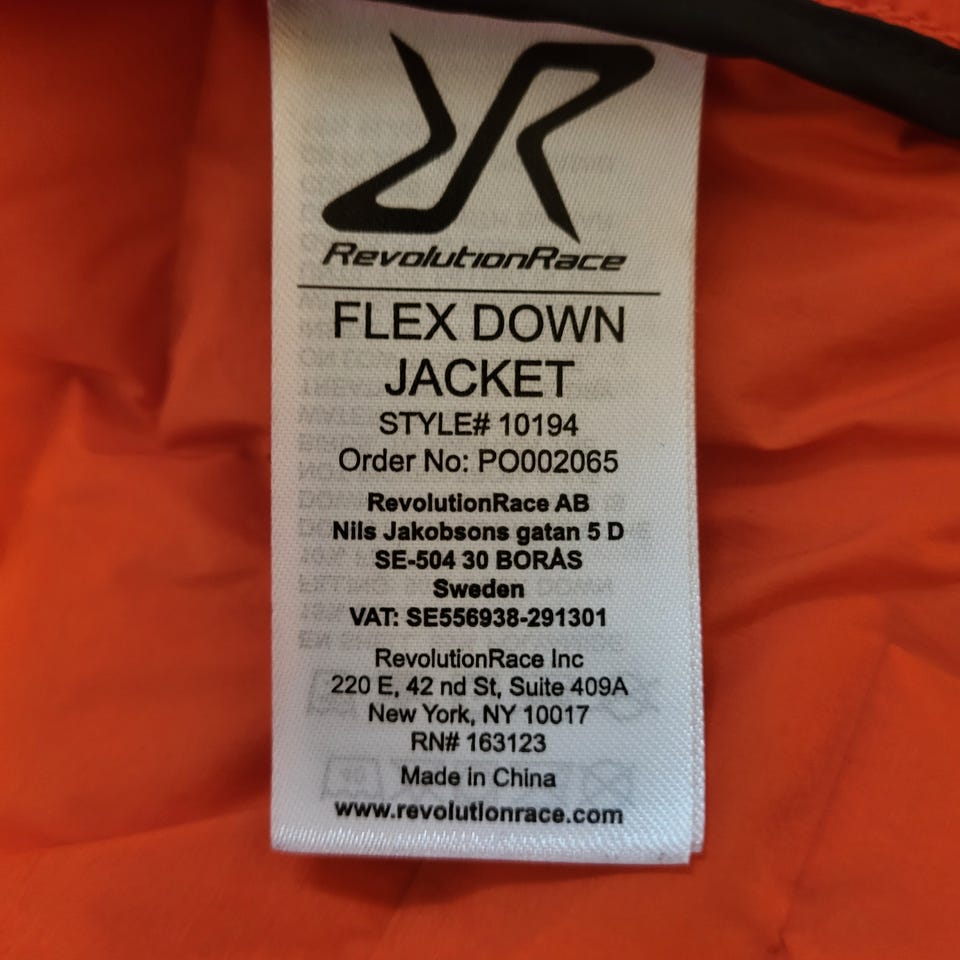 RevolutionRace
FLEX DOWN
JACKET
STYLE# 10194
Order No: PO002065
RevolutionRace AB
Nils Jakobsons gatan 5 D
SE-504 30 BORÅS
Sweden
VAT: SE556938-291301
RevolutionRace Inc
220 E, 42 nd St, Suite 409A
New York, NY 10017
RN# 163123
Made in China
www.revolutionrace.com